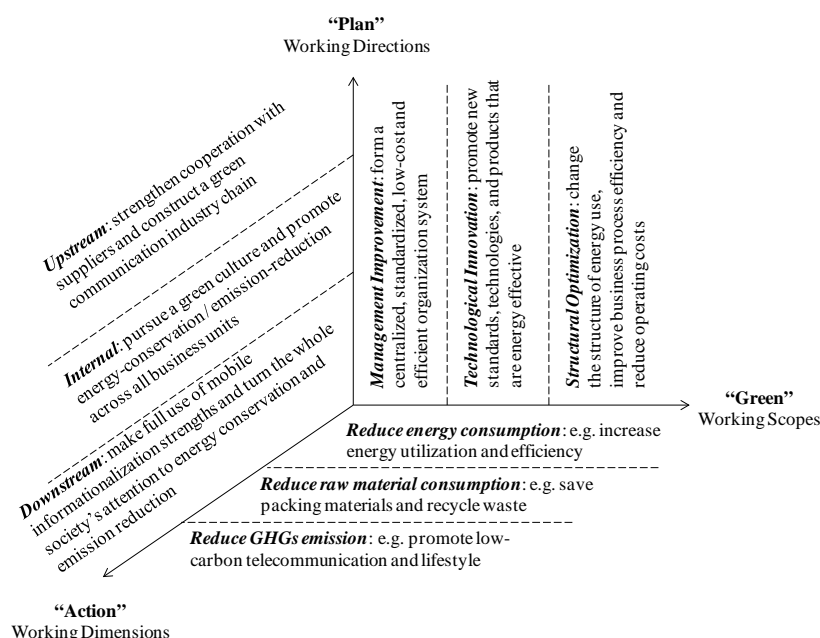 “Plan”
Working Directions
Upstream: strengthen cooperation with
suppliers and construct a green
communication industry chain
Internal: pursue a green culture and promote
energy-conservation/ emission-reduction
across all business units
Downstream: make full use of mobile
informationalization strengths and turn the whole
society’s attention to energy conservation and
emission reduction
Management Improvement: form a
centralized, standardized, low-cost and
efficient organization system
Technological Innovation: promote new
standards, technologies, and products that
are energy effective
Structural Optimization: change
the structure of energy use,
improve business process efficiency and
reduce operating costs
“Green”
Working Scopes
Reduce energy consumption: e.g. increase
energy utilization and efficiency
Reduce raw material consumption: e.g. save
packing materials and recycle waste
Reduce GHGs emission: e.g. promote low-
carbon telecommunication and lifestyle
“Action”
Working Dimensions